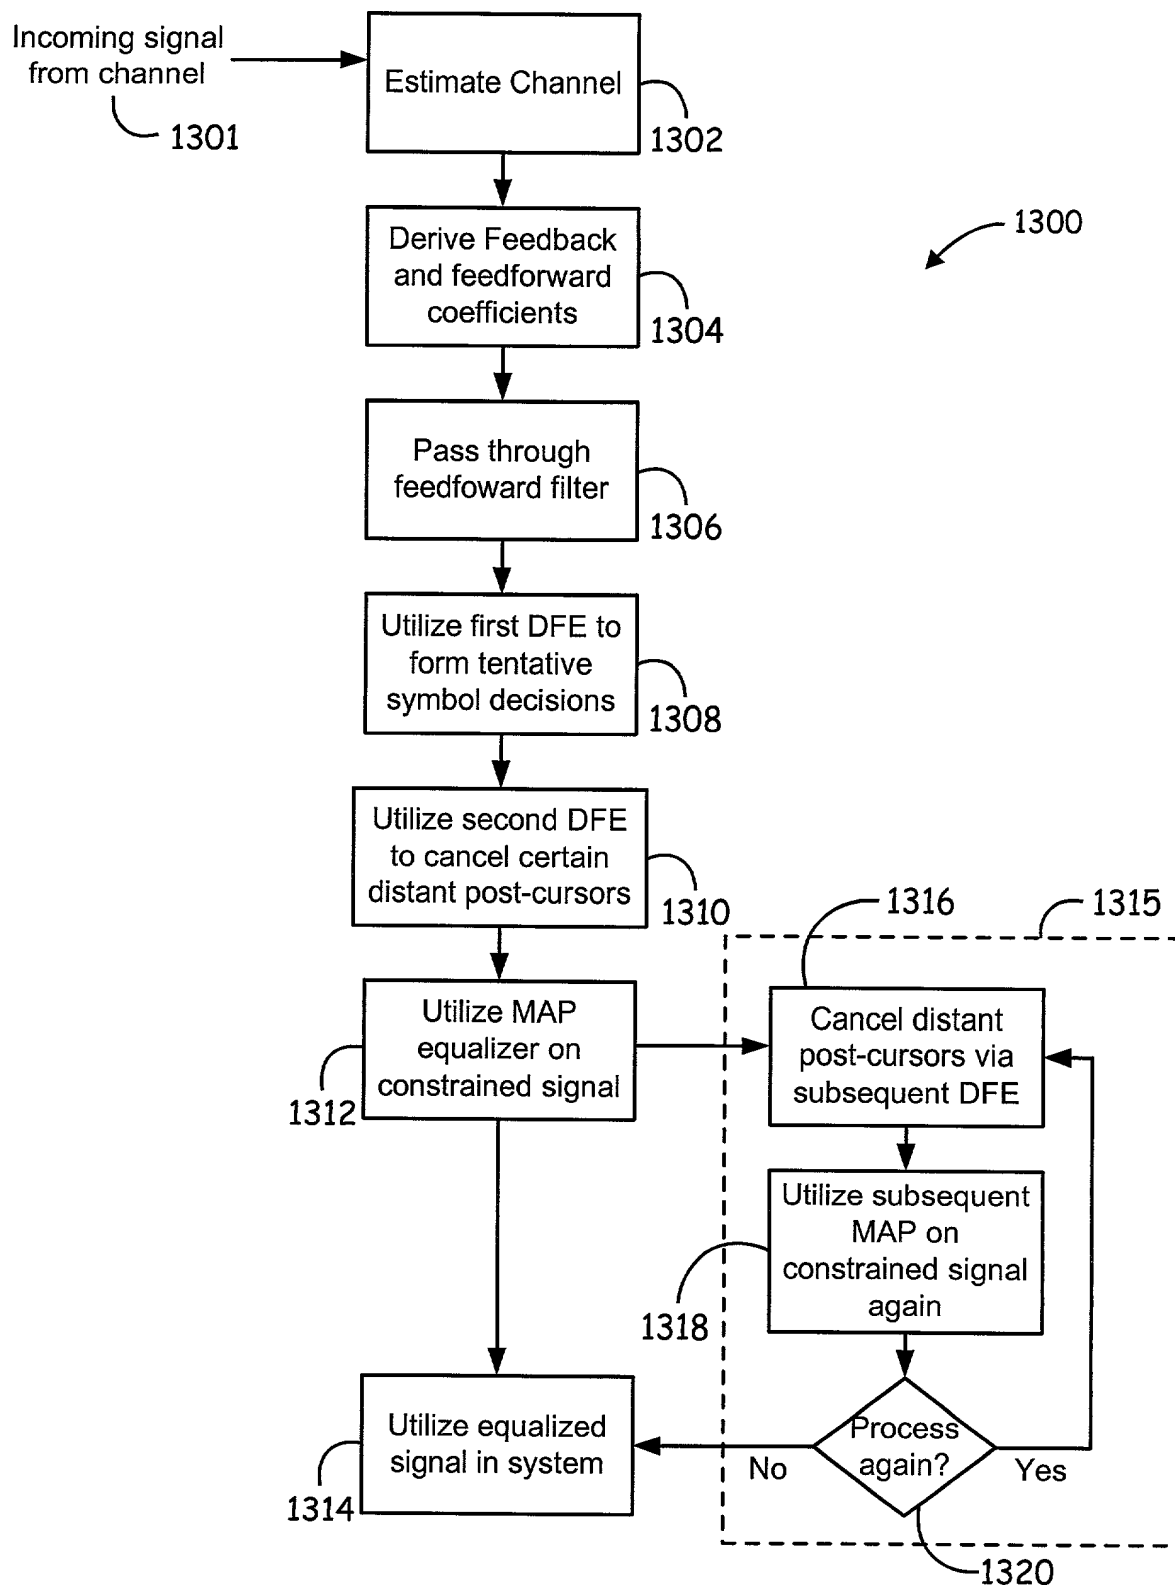 Incoming signal
from channel
1301
Estimate Channel
1302
1300
Derive Feedback
and feedforward
coefficients
1304
Pass through
feedfoward filter
1306
Utilize first DFE to
form tentative
symbol decisions
1308
Utilize second DFE
to cancel certain
distant post-cursors
1310
Utilize MAP
equalizer on
constrained signal
1312
1315
1316
Cancel distant
post-cursors via
subsequent DFE
Utilize subsequent
MAP on
constrained signal
again
1318
Process
again?
No
Yes
1320
Utilize equalized
signal in system
1314